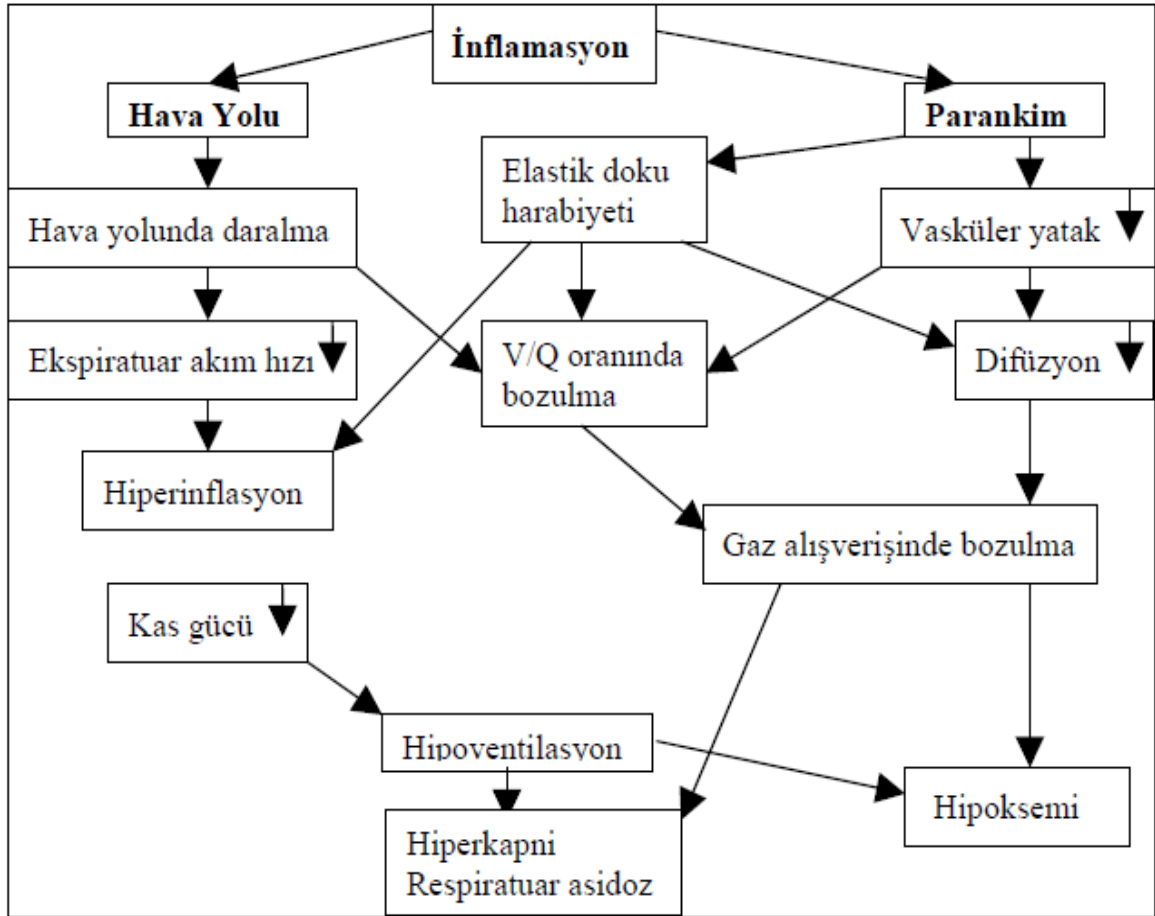 İnflamasyon
Hava Yolu
Parankim
Elastik doku
harabiyeti
Hava yolunda daralma
Vasküler yatak
Ekspiratuar akım hızı
V/Q oranında
bozulma
Difüzyon
Hiperinflasyon
Gaz alışverişinde bozulma
Kas gücü
Hipoventilasyon
Hipoksemi
Hiperkapni
Respiratuar asidoz